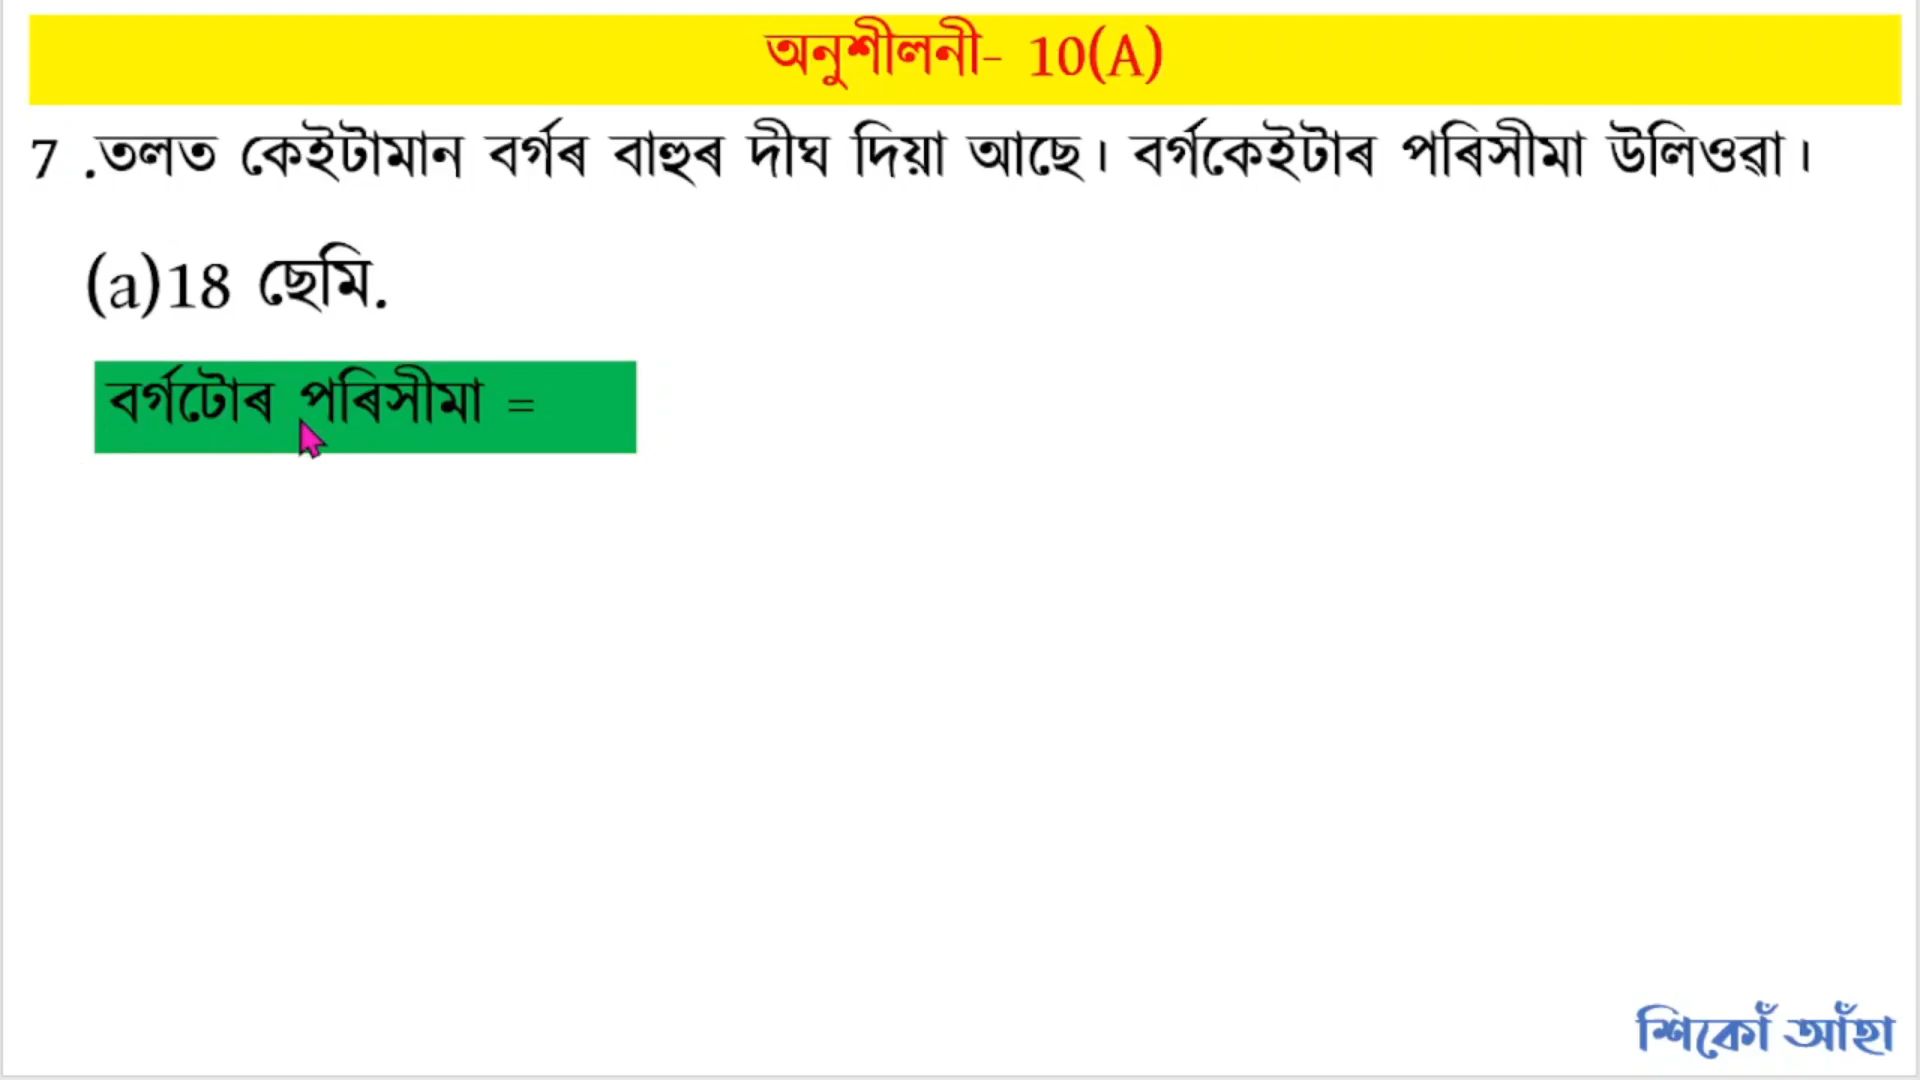 অনুশীলনী- 10(A)
7 .তলত কেইটামান বৰ্গৰ বাহুৰ দীঘ দিয়া আছে। বৰ্গকেইটাৰ পৰিসীমা উলিওৱা।
(a)18 ছেমি.
বৰ্গটোৰ পৰিসীমা =
শিকোঁ আঁহা